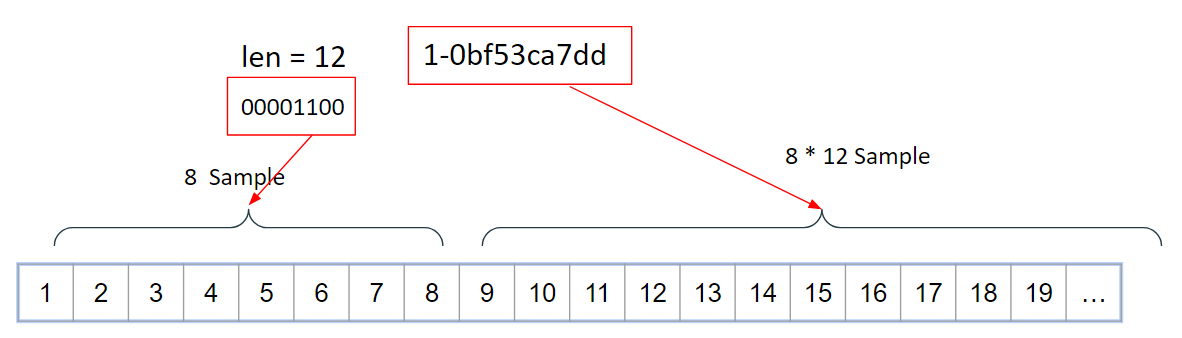 len = 12
1-0bf53ca7dd
00001100
8 * 12 Sample
8 Sample
1 2 3 4 5 6 7 8 9 10 11 12 13 14 15 16 17 18 19 ...